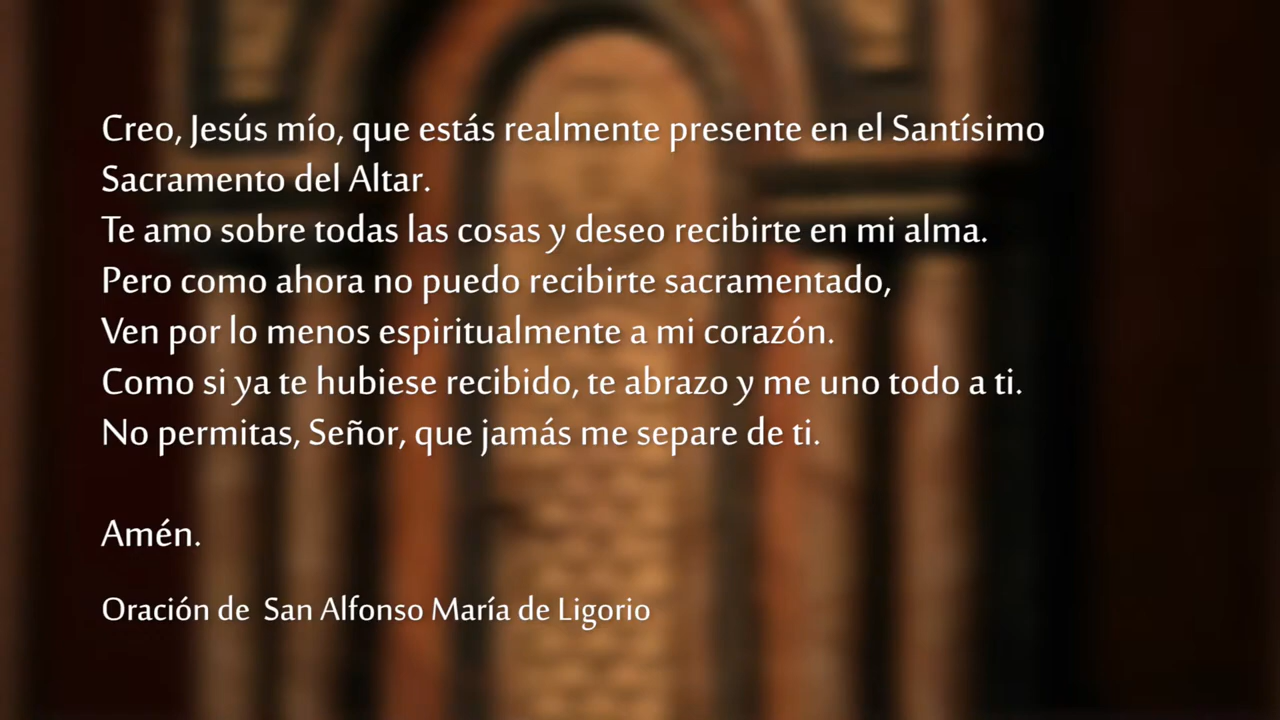 Creo, Jesús mío, que estás realmente presente en el Santísimo
Sacramento del Altar.
Te amo sobre todas las cosas y deseo recibirte en mi alma.
Pero como ahora no puedo recibirte sacramentado,
Ven por lo menos espiritualmente a mi corazón.
Como si ya te hubiese recibido, te abrazo y me uno todo a ti.
No permitas, Señor, que jamás me separe de ti.
Amén.
Oración de  San Alfonso María de Ligorio